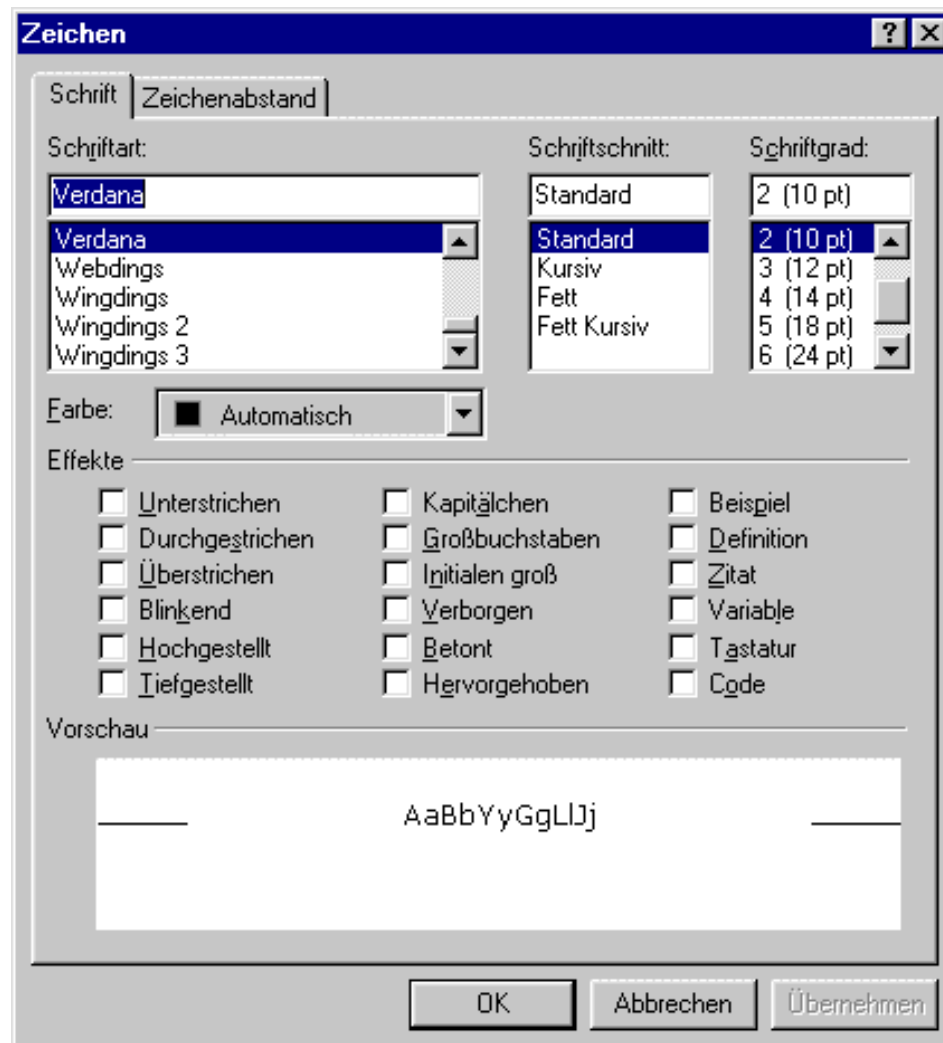 Zeichen
Schrift Zeichenabstand
Schriftart: Schriftschnitt: Schriftgrad:
Verdana Standard 2 (10 pt)
Verdana Standard 2 (10 pt)
Webdings Kursiv 3 (12 pt)
Wingdings Fett 4 (14 pt)
Wingdings 2 Fett Kursiv 5 (18 pt)
Wingdings 3 6 (24 pt)
Farbe: Automatisch
Effekte
Unterstrichen Kapitälchen Beispiel
Durchgestrichen Großbuchstaben Definition
Überstrichen Initialen groß Zitat
Blinkend Verborgen Variable
Hochgestellt Betont Tastatur
Tiefgestellt Hervorgehoben Code
Vorschau
AaBbYyGgLlJj
OK Abbrechen Übernehmen